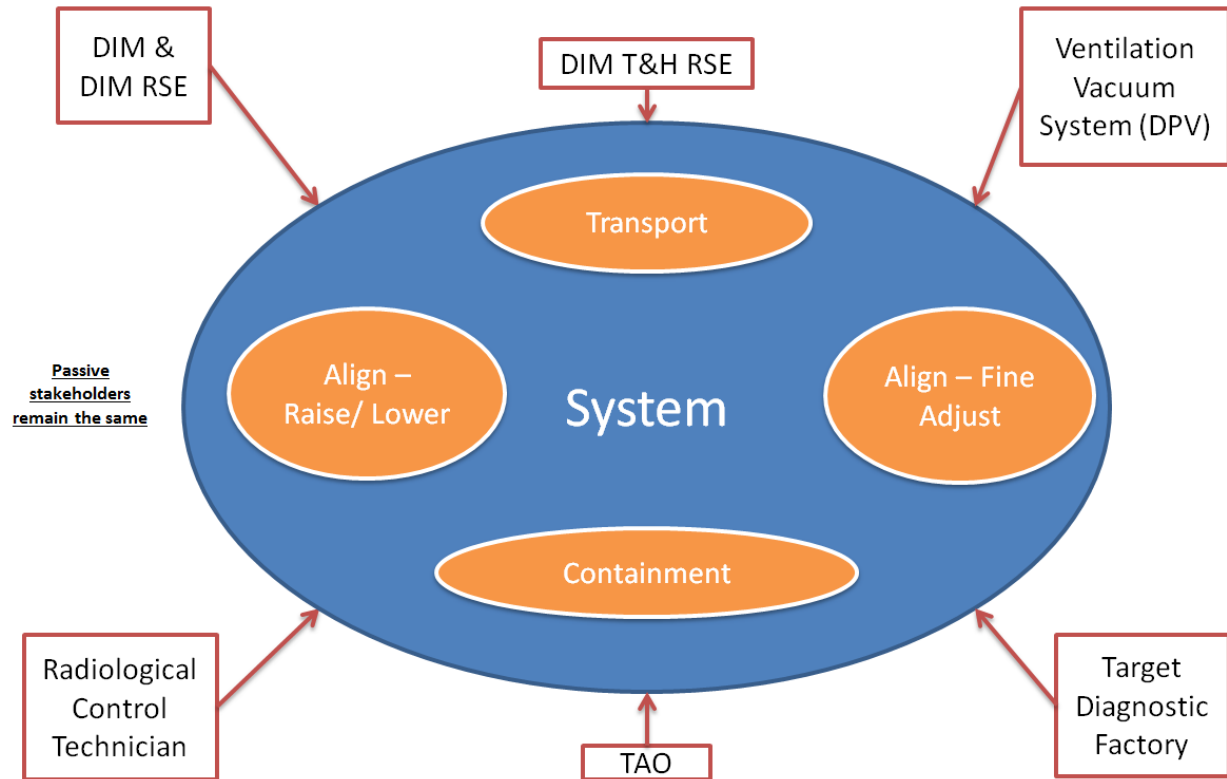 DIM &
DIM RSE
DIM T&H RSE
Ventilation
Vacuum
System (DPV)
Transport
Passive
stakeholders
remain the same
Align –
Raise/ Lower
System
Align – Fine
Adjust
Containment
Radiological
Control
Technician
TAO
Target
Diagnostic
Factory